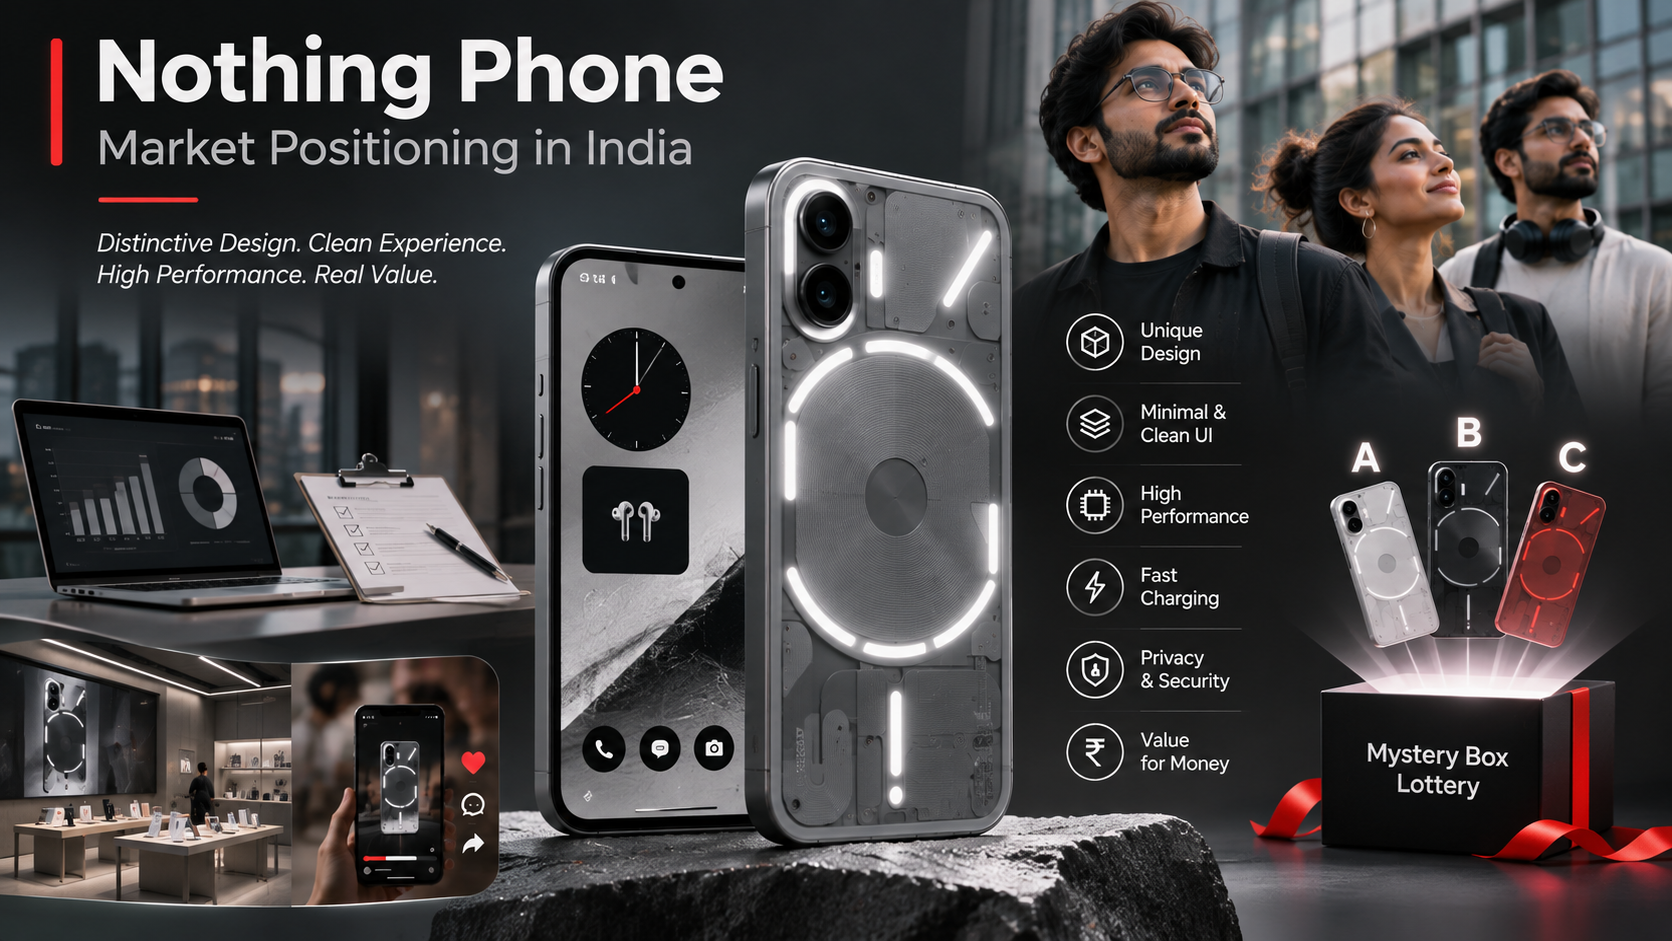 Nothing Phone
Market Positioning in India
Distinctive Design. Clean Experience.
High Performance. Real Value.
Unique
Design
Minimal &
Clean UI
High
Performance
Fast
Charging
Privacy
& Security
Value
for Money
A
B
C
Mystery Box
Lottery